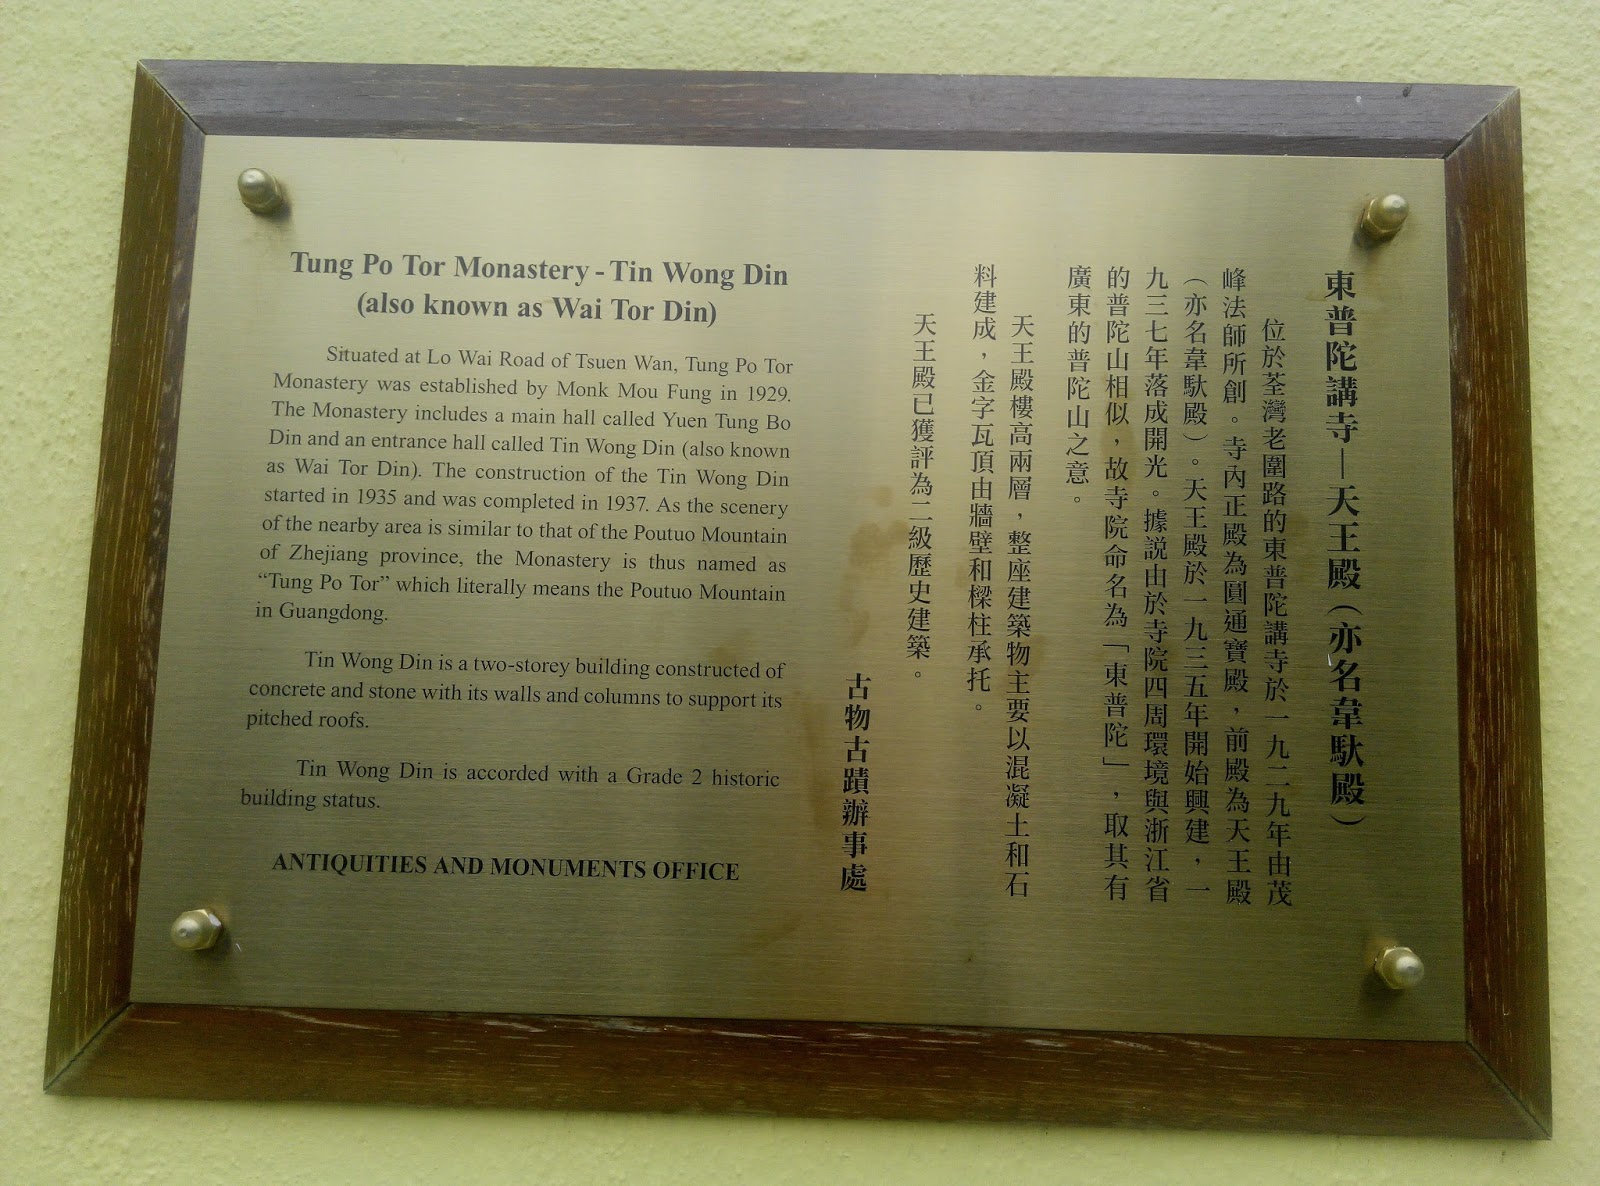 Tung Po Tor Monastery - Tin Wong Din
(also known as Wai Tor Din)
Situated at Lo Wai Road of Tsuen Wan, Tung Po Tor
Monastery was established by Monk Mou Fung in 1929.
The Monastery includes a main hall called Yuen Tung Bo
Din and an entrance hall called Tin Wong Din (also known
as Wai Tor Din). The construction of the Tin Wong Din
started in 1935 and was completed in 1937. As the scenery
of the nearby area is similar to that of the Poutuo Mountain
of Zhejiang province, the Monastery is thus named as
“Tung Po Tor” which literally means the Poutuo Mountain
in Guangdong.
Tin Wong Din is a two-storey building constructed of
concrete and stone with its walls and columns to support its
pitched roofs.
Tin Wong Din is accorded with a Grade 2 historic
building status.
ANTIQUITIES AND MONUMENTS OFFICE
東普陀講寺—天王殿（亦名韋馱殿）
位於荃灣老圍路的東普陀講寺於一九二九年由茂
峰法師所創。寺內正殿為圓通寶殿，前殿為天王殿
（亦名韋馱殿）。天王殿於一九三五年開始興建，一
九三七年落成開光。據説由於寺院四周環境與浙江省
的普陀山相似，故寺院命名為「東普陀」，取其有
廣東的普陀山之意。
天王殿樓高兩層，整座建築物主要以混凝土和石
料建成，金字瓦頂由牆壁和樑柱承托。
天王殿已獲評為二級歷史建築。
古物古蹟辦事處